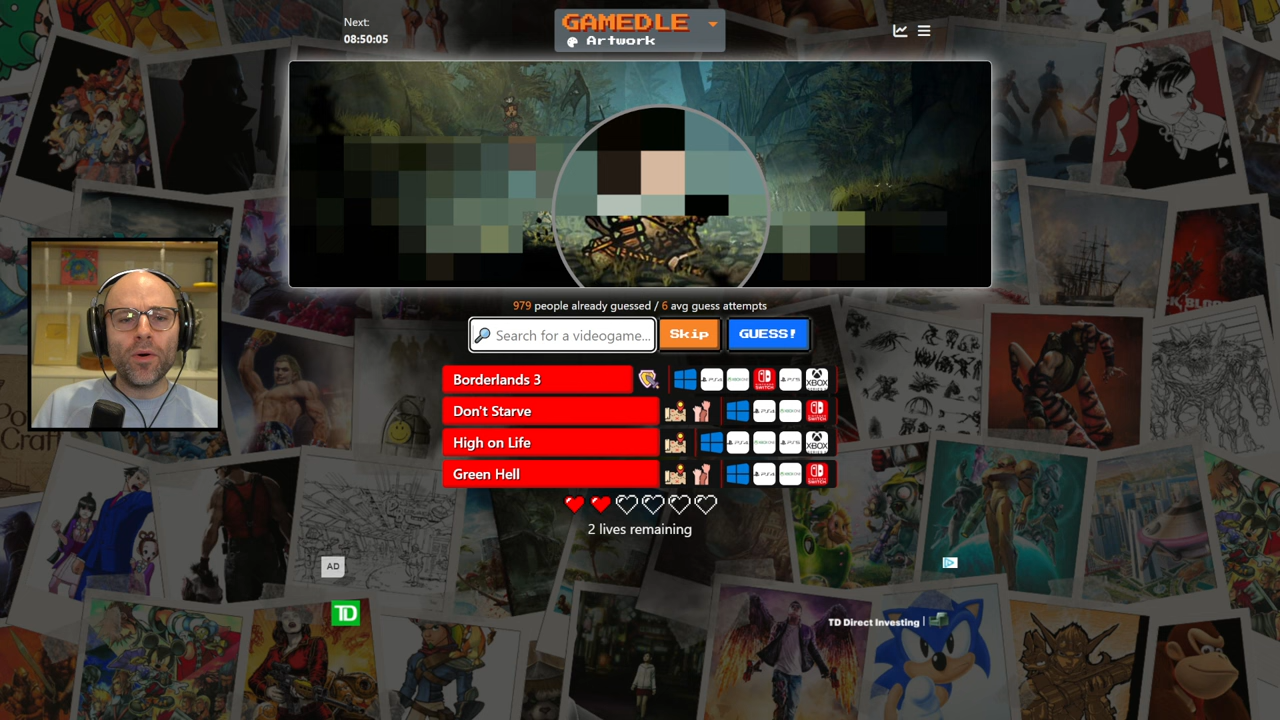 Next:
08:50:05
GAMEDLE
Artwork
979 people already guessed / 6 avg guess attempts
Search for a videogame...
Skip
GUESS!
Borderlands 3
Don't Starve
High on Life
Green Hell
2 lives remaining
AD
TD
TD Direct Investing |